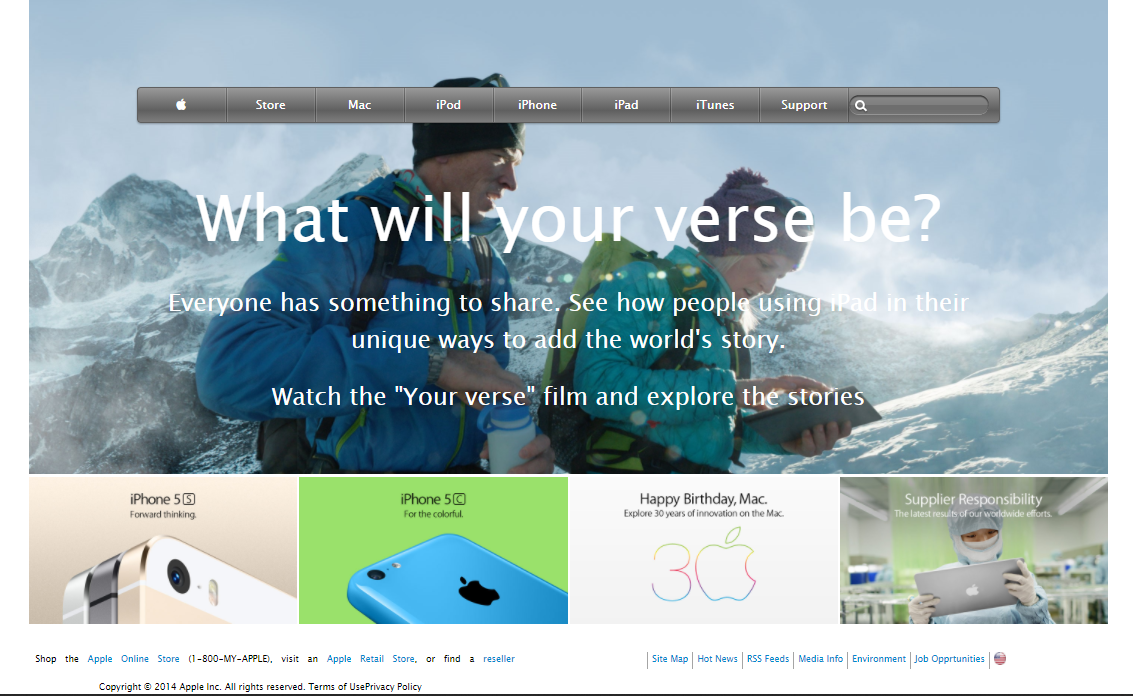 Store Mac iPod iPhone iPad iTunes Support
What will your verse be?
Everyone has something to share. See how people using iPad in their
unique ways to add the world's story.
Watch the "Your verse" film and explore the stories
iPhone 5S
Forward thinking.
iPhone 5C
For the colorful.
Happy Birthday, Mac.
Explore 30 years of innovation on the Mac.
30
Supplier Responsibility
The latest results of our worldwide efforts.
Shop the Apple Online Store (1-800-MY-APPLE), visit an Apple Retail Store, or find a reseller
Site Map Hot News RSS Feeds Media Info Environment Job Opprtunities
Copyright © 2014 Apple Inc. All rights reserved. Terms of UsePrivacy Policy